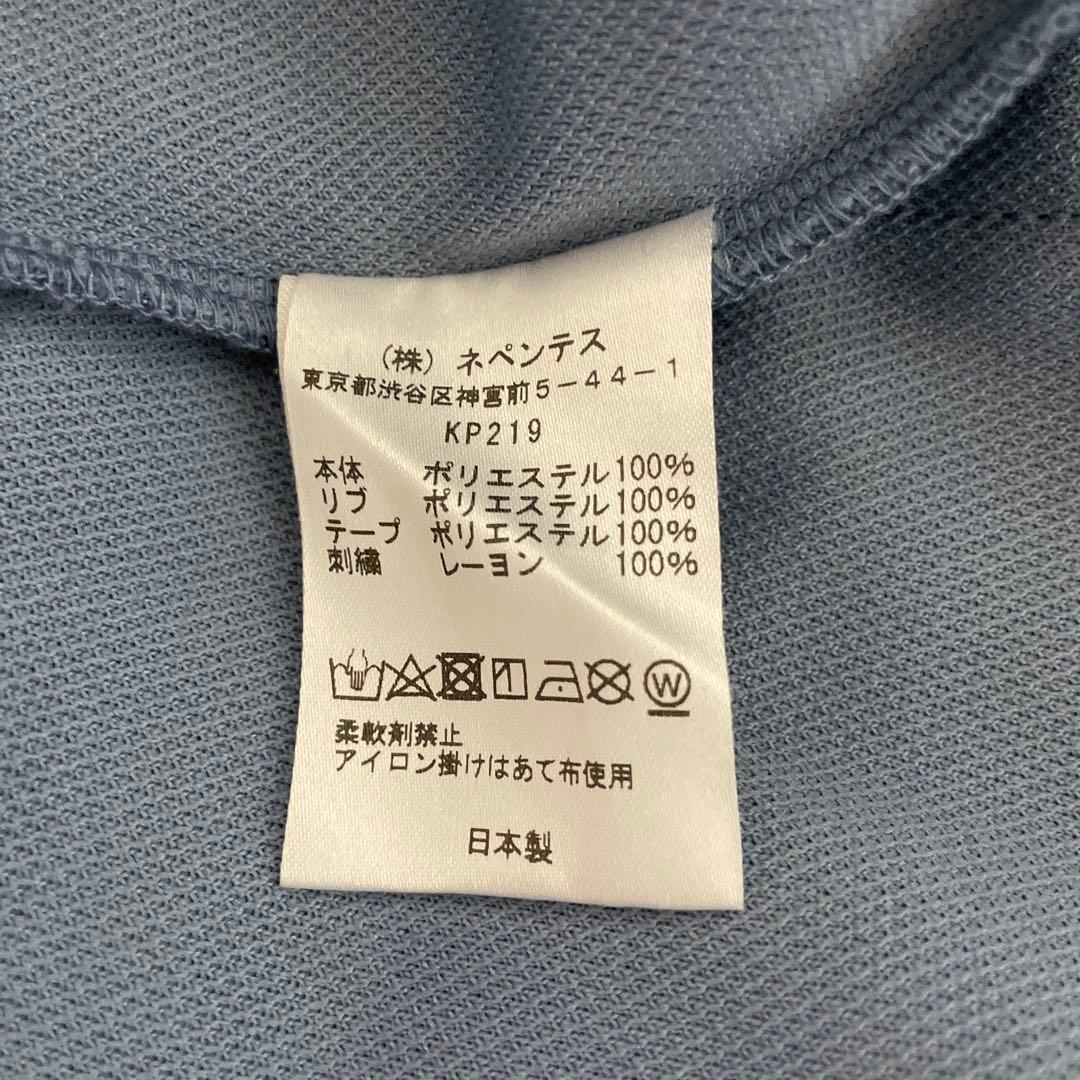 （株）ネペンテス
東京都渋谷区神宮前5−44−1
KP219
本体 ポリエステル100%
リブ ポリエステル100%
テープ ポリエステル100%
刺繍 レーヨン 100%
W
柔軟剤禁止
アイロン掛けはあて布使用
日本製